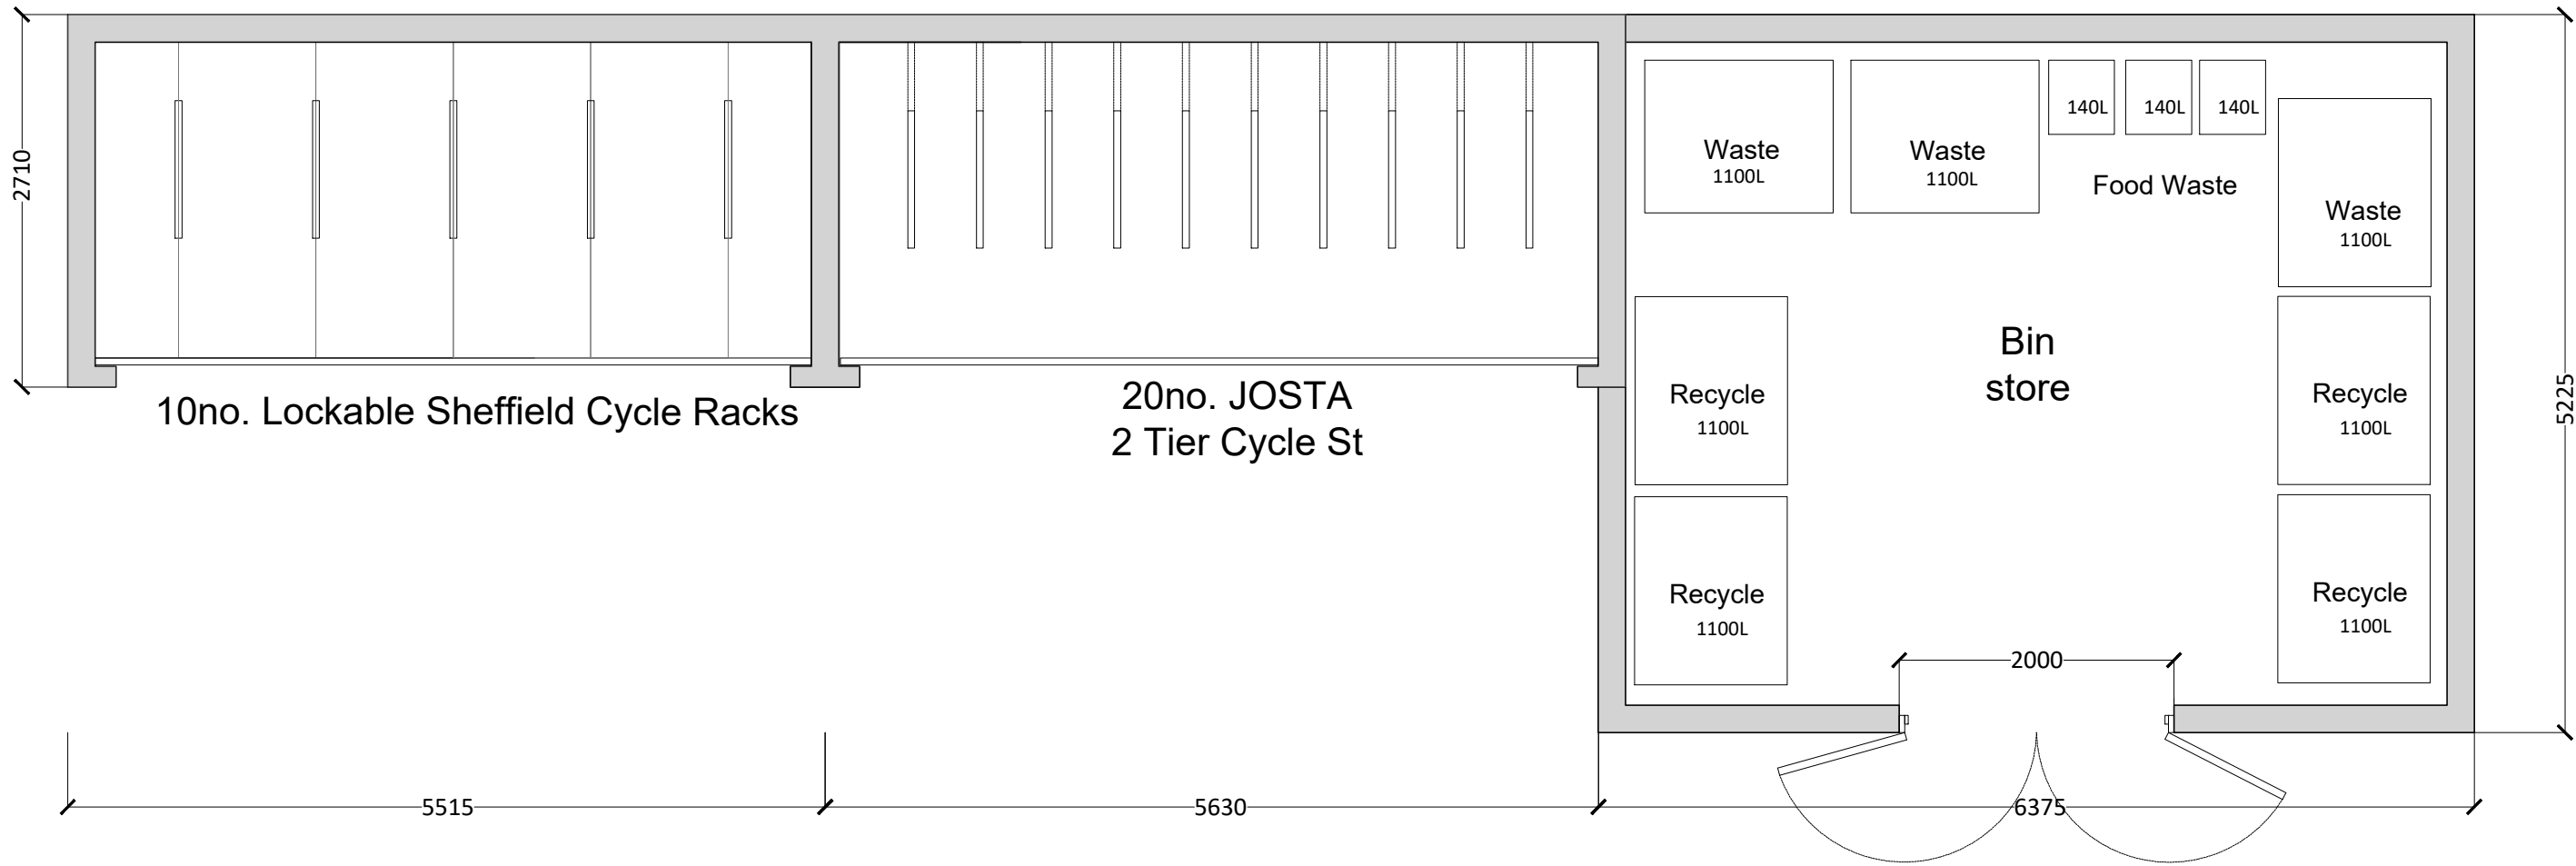 2710
10no. Lockable Sheffield Cycle Racks
20no. JOSTA
2 Tier Cycle St
Waste
1100L
Waste
1100L
140L
140L
140L
Food Waste
Waste
1100L
Bin
store
Recycle
1100L
Recycle
1100L
Recycle
1100L
Recycle
1100L
5225
2000
5515
5630
6375